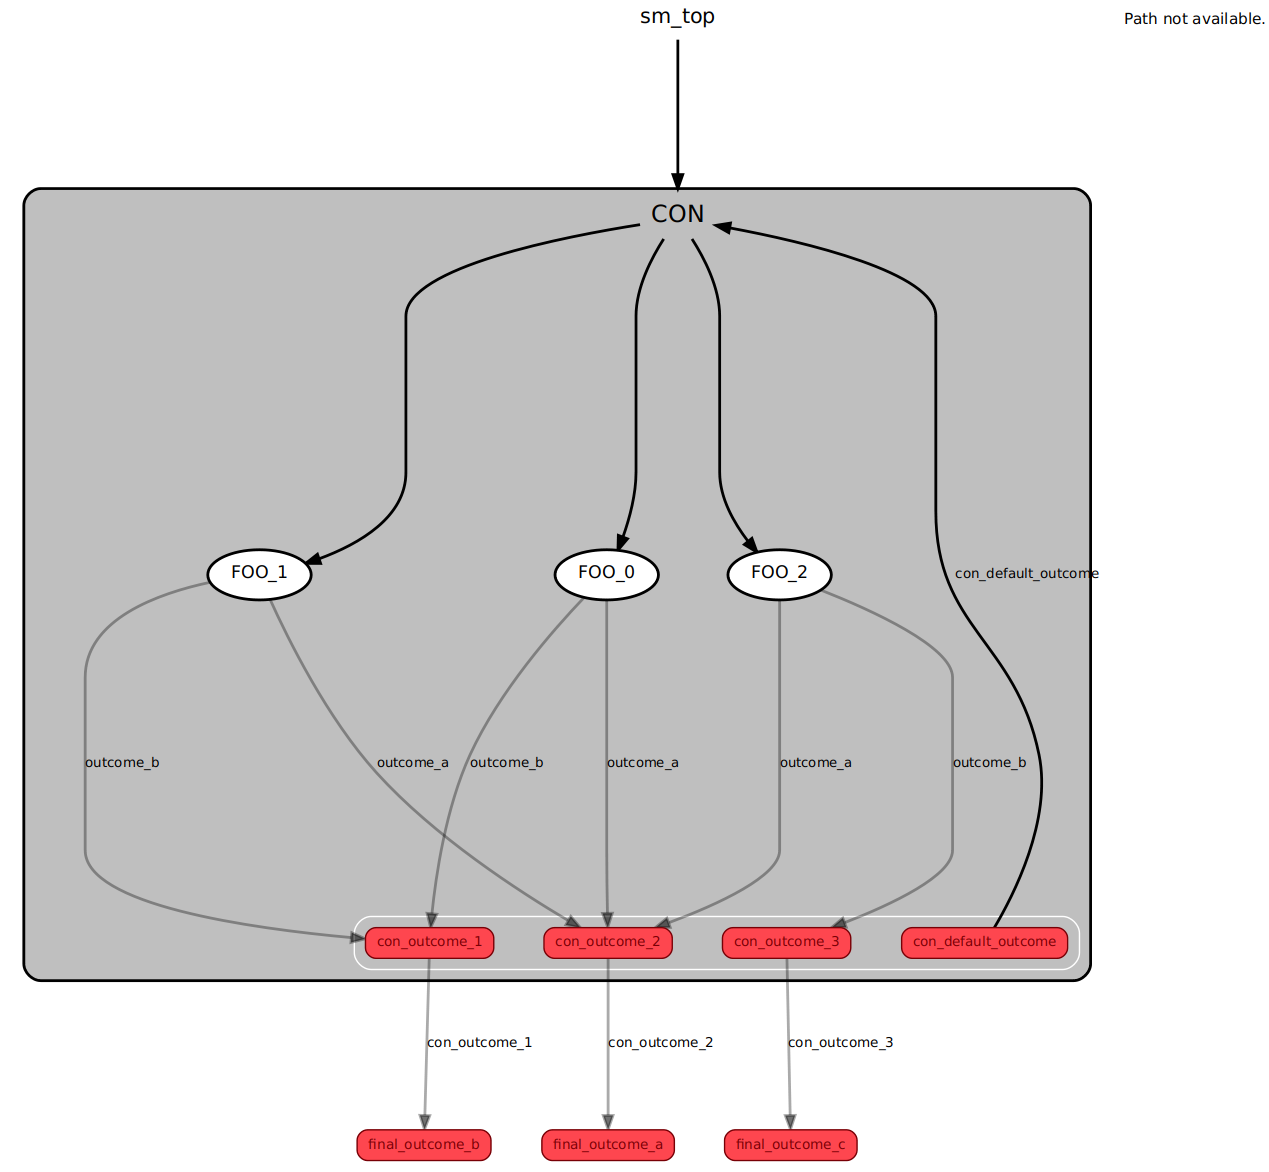 sm_top
Path not available.
CON
FOO_1
FOO_0
FOO_2
con_default_outcome
outcome_b
outcome_a
outcome_b
outcome_a
outcome_a
outcome_b
con_outcome_1
con_outcome_2
con_outcome_3
con_default_outcome
con_outcome_1
con_outcome_2
con_outcome_3
final_outcome_b
final_outcome_a
final_outcome_c